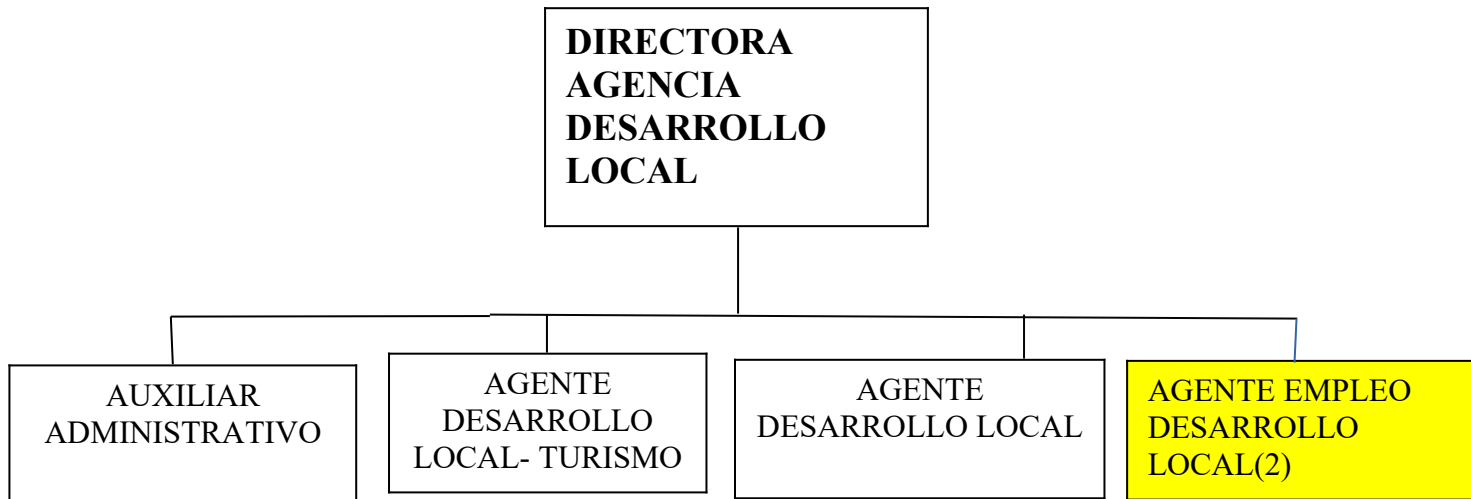 DIRECTORA
AGENCIA
DESARROLLO
LOCAL
AUXILIAR
ADMINISTRATIVO
AGENTE
DESARROLLO
LOCAL- TURISMO
AGENTE
DESARROLLO LOCAL
AGENTE EMPLEO
DESARROLLO
LOCAL(2)